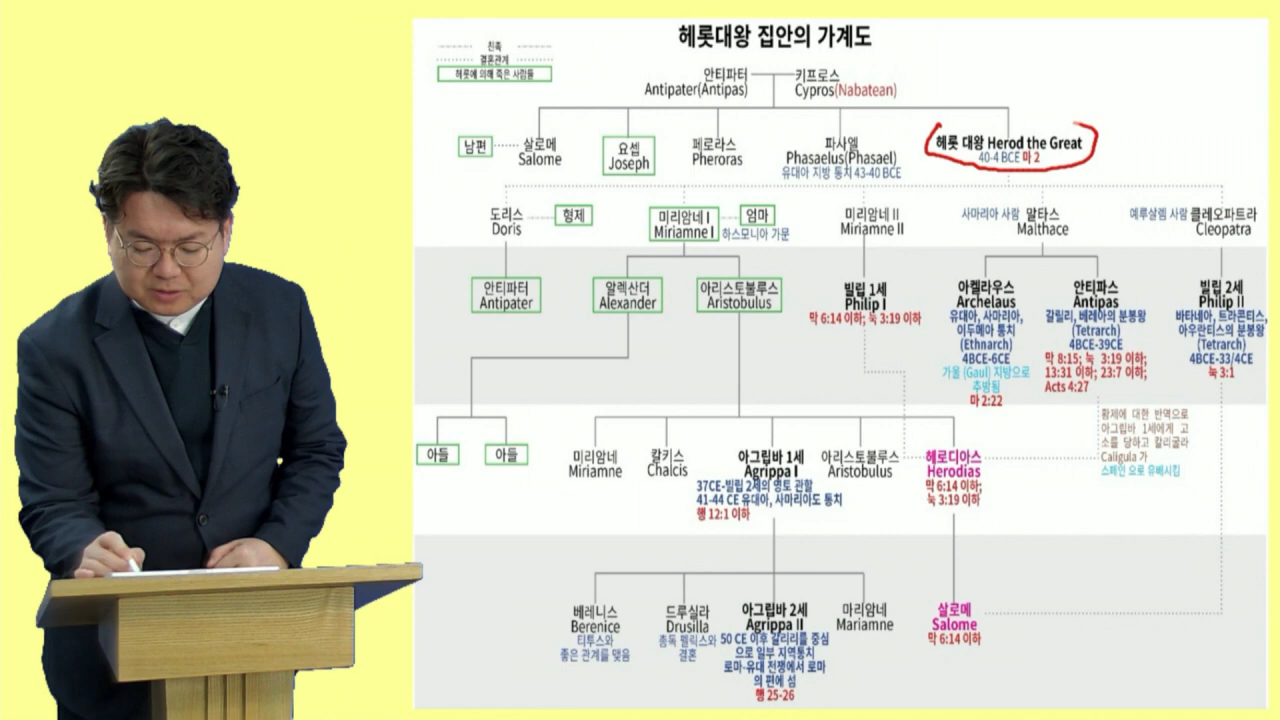 헤롯대왕 집안의 가계도
친족
결혼관계
헤롯에 의해 죽은 사람들
안티파터
Antipater(Antipas)
키프로스
Cypros(Nabatean)
남편
살로메
Salome
요셉
Joseph
페로라스
Pheroras
파사엘
Phasaelus(Phasael)
유대아 지방 통치 43-40 BCE
헤롯 대왕 Herod the Great
40-4 BCE 마 2
도리스
Doris
형제
미리암네 I
Miriamne I
엄마
하스모니아 가문
미리암네 II
Miriamne II
사마리아 사람 말타스
Malthace
예루살렘 사람 클레오파트라
Cleopatra
안티파터
Antipater
알렉산더
Alexander
아리스토불루스
Aristobulus
빌립 1세
Philip I
막 6:14 이하; 눅 3:19 이하
아켈라우스
Archelaus
유대아, 사마리아,
이두메아 통치
(Ethnarch)
4BCE-6CE
가울 (Gaul) 지방으로
추방됨
마 2:22
안티파스
Antipas
갈릴리, 베레아의 분봉왕
(Tetrarch)
4BCE-39CE
막 8:15; 눅 3:19 이하;
13:31 이하; 23:7 이하;
Acts 4:27
빌립 2세
Philip II
바타네아, 트라콘티스,
아우란티스의 분봉왕
(Tetrarch)
4BCE-33/4CE
눅 3:1
황제에 대한 반역으로
아그립바 1세에게 고
소를 당하고 칼리굴라
Caligula 가
스페인 으로 유배시킴
아들
아들
미리암네
Miriamne
칼키스
Chalcis
아그립바 1세
Agrippa I
37CE-빌립 2세의 영토 관할
41-44 CE 유대아, 사마리아도 통치
행 12:1 이하
아리스토불루스
Aristobulus
헤로디아스
Herodias
막 6:14 이하;
눅 3:19 이하
베레니스
Berenice
티투스와
좋은 관계를 맺음
드루실라
Drusilla
총독 펠릭스와
결혼
아그립바 2세
Agrippa II
50 CE 이후 갈리리를 중심
으로 일부 지역통치
로마-유대 전쟁에서 로마
의 편에 섬
행 25-26
마리암네
Mariamne
살로메
Salome
막 6:14 이하